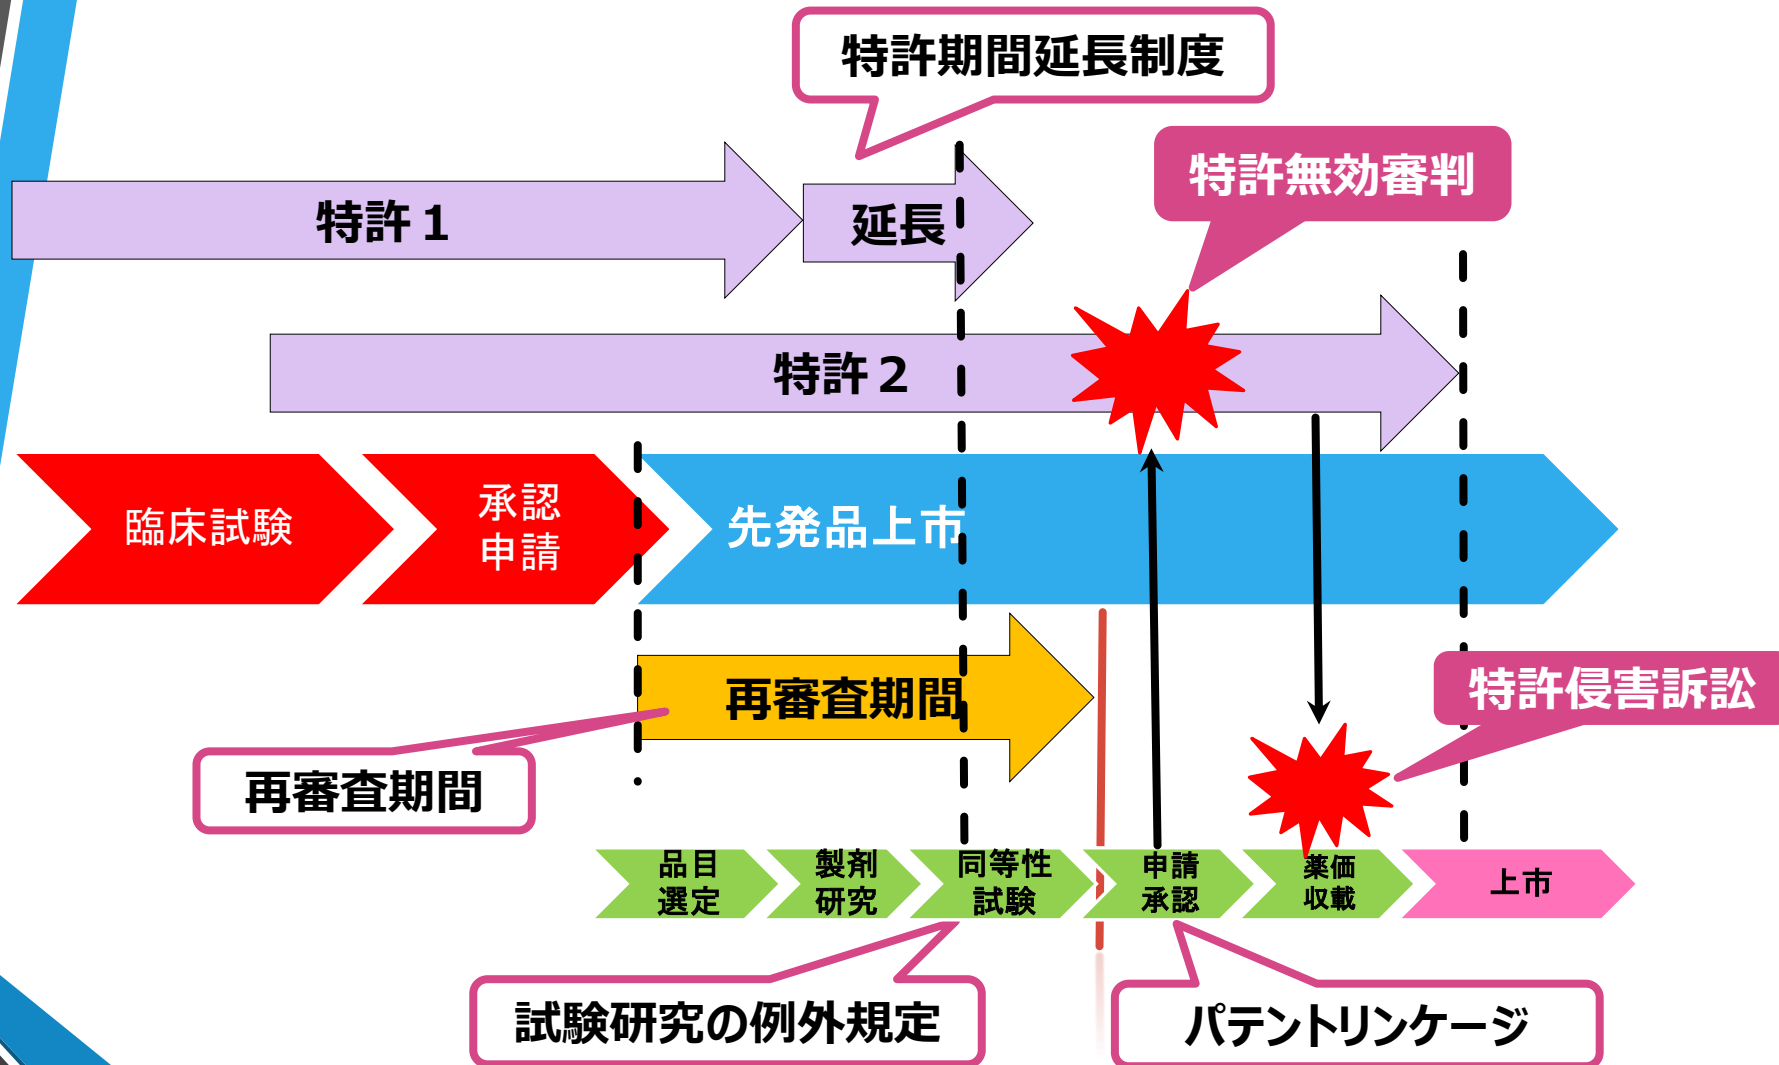 特許期間延長制度
特許無効審判
特許１
延長
特許２
臨床試験
承認
申請
先発品上市
再審査期間
特許侵害訴訟
再審査期間
品目
選定
製剤
研究
同等性
試験
申請
承認
薬価
収載
上市
試験研究の例外規定
パテントリンケージ